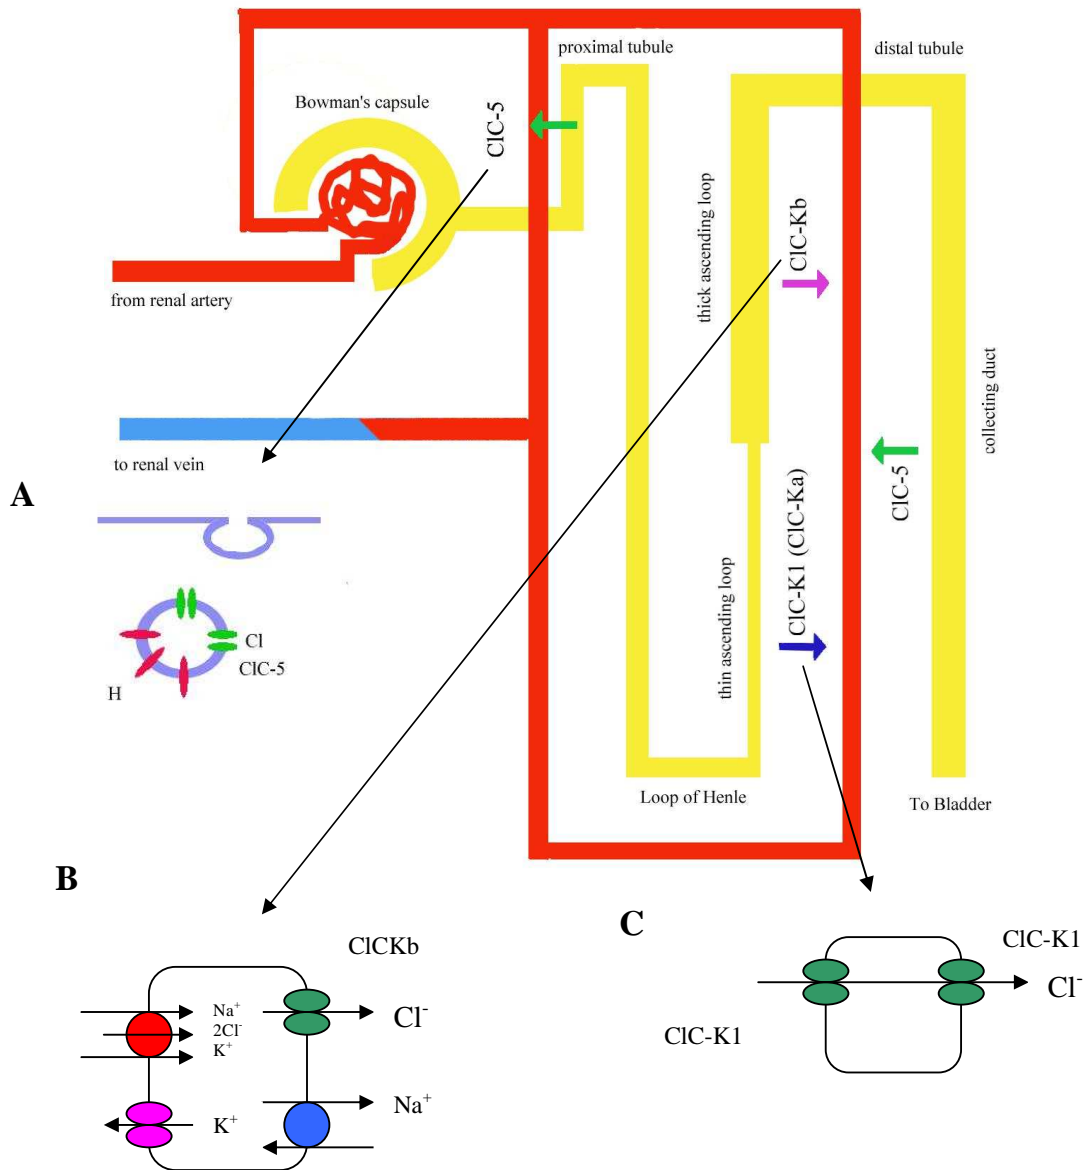 proximal tubule
distal tubule
Bowman's capsule
ClC-5
ClC-Kb
thick ascending loop
from renal artery
collecting duct
to renal vein
A
ClC-5
ClC-K1 (ClC-Ka)
thin ascending loop
Cl
ClC-5
H
Loop of Henle
To Bladder
B
C
ClCKb
ClC-K1
Na⁺
2Cl⁻
K⁺
Cl⁻
Cl⁻
ClC-K1
K⁺
Na⁺